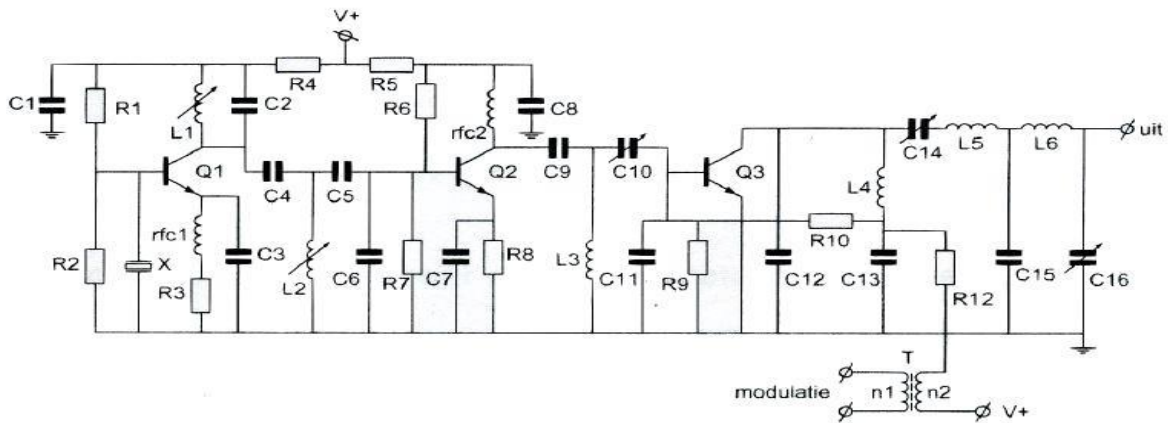 V+
C1
R1
L1
C2
R4
R5
R6
rfc2
C8
Q1
C4
C5
Q2
C9
C10
Q3
C14
L5
L6
uit
R2
X
rfc1
R3
C3
L2
C6
R7
C7
R8
L3
C11
R9
R10
L4
C12
C13
R12
C15
C16
modulatie
T
n1
n2
V+